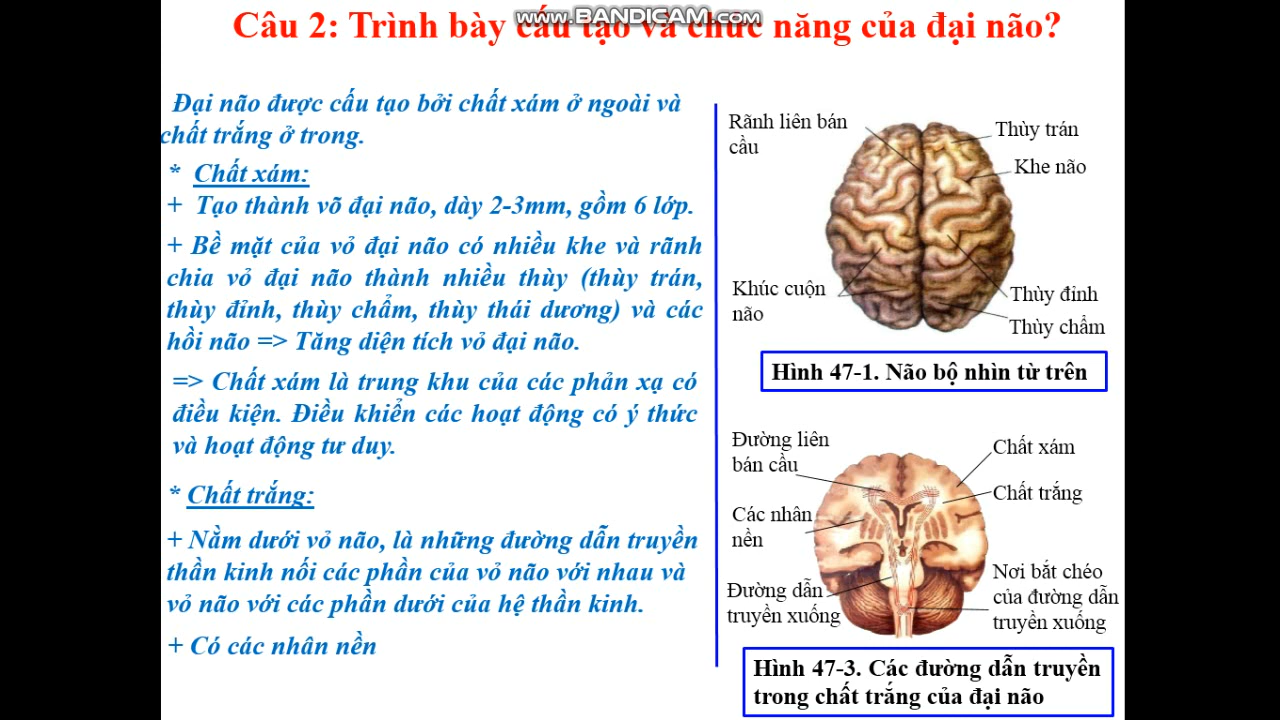 www.BANDICAM.com
Câu 2: Trình bày cấu tạo và chức năng của đại não?
Đại não được cấu tạo bởi chất xám ở ngoài và
chất trắng ở trong.
* Chất xám:
+ Tạo thành võ đại não, dày 2-3mm, gồm 6 lớp.
+ Bề mặt của vỏ đại não có nhiều khe và rãnh
chia vỏ đại não thành nhiều thùy (thùy trán,
thùy đỉnh, thùy chẩm, thùy thái dương) và các
hồi não => Tăng diện tích vỏ đại não.
=> Chất xám là trung khu của các phản xạ có
điều kiện. Điều khiển các hoạt động có ý thức
và hoạt động tư duy.
* Chất trắng:
+ Nằm dưới vỏ não, là những đường dẫn truyền
thần kinh nối các phần của vỏ não với nhau và
vỏ não với các phần dưới của hệ thần kinh.
+ Có các nhân nền
Rãnh liên bán
cầu
Thùy trán
Khe não
Khúc cuộn
não
Thùy đỉnh
Thùy chẩm
Hình 47-1. Não bộ nhìn từ trên
Đường liên
bán cầu
Chất xám
Chất trắng
Các nhân
nền
Đường dẫn
truyền xuống
Nơi bắt chéo
của đường dẫn
truyền xuống
Hình 47-3. Các đường dẫn truyền
trong chất trắng của đại não